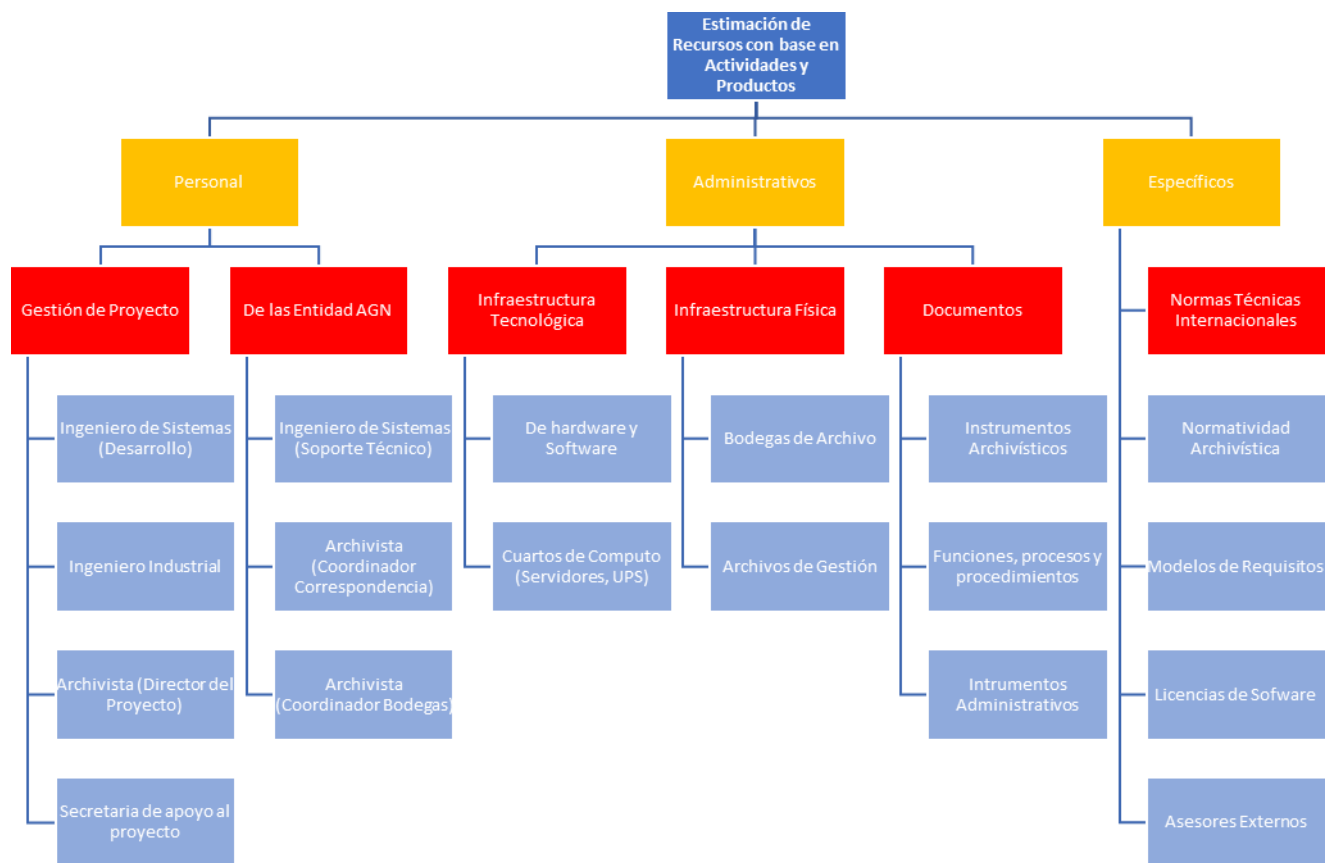 Estimación de
Recursos con base en
Actividades y
Productos
Personal
Administrativos
Específicos
Gestión de Proyecto
De las Entidad AGN
Infraestructura
Tecnológica
Infraestructura Física
Documentos
Normas Técnicas
Internacionales
Ingeniero de Sistemas
(Desarrollo)
Ingeniero de Sistemas
(Soporte Técnico)
De hardware y
Software
Bodegas de Archivo
Instrumentos
Archivísticos
Normatividad
Archivística
Ingeniero Industrial
Archivista
(Coordinador
Correspondencia)
Cuartos de Computo
(Servidores, UPS)
Archivos de Gestión
Funciones, procesos y
procedimientos
Modelos de Requisitos
Archivista (Director del
Proyecto)
Archivista
(Coordinador Bodegas)
Intrumentos
Administrativos
Licencias de Sofware
Secretaria de apoyo al
proyecto
Asesores Externos